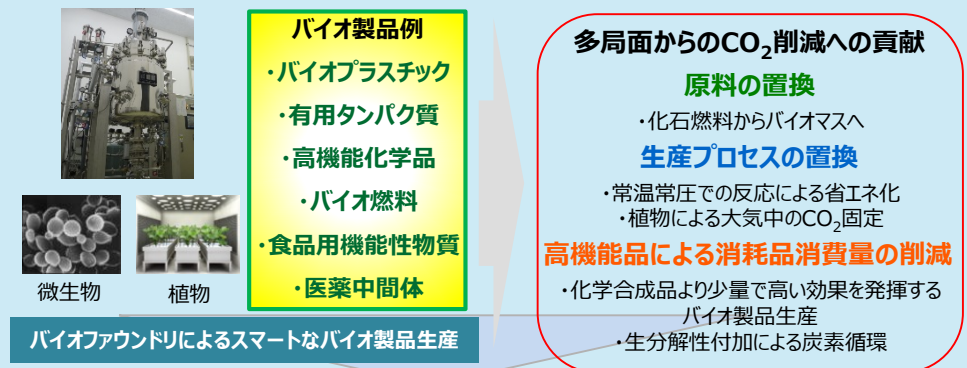 バイオ製品例
・バイオプラスチック
・有用タンパク質
・高機能化学品
・バイオ燃料
・食品用機能性物質
・医薬中間体
微生物
植物
バイオファウンドリによるスマートなバイオ製品生産
多局面からのCO₂削減への貢献
原料の置換
・化石燃料からバイオマスへ
生産プロセスの置換
・常温常圧での反応による省エネ化
・植物による大気中のCO₂固定
高機能品による消耗品消費量の削減
・化学合成品より少量で高い効果を発揮する
バイオ製品生産
・生分解性付加による炭素循環